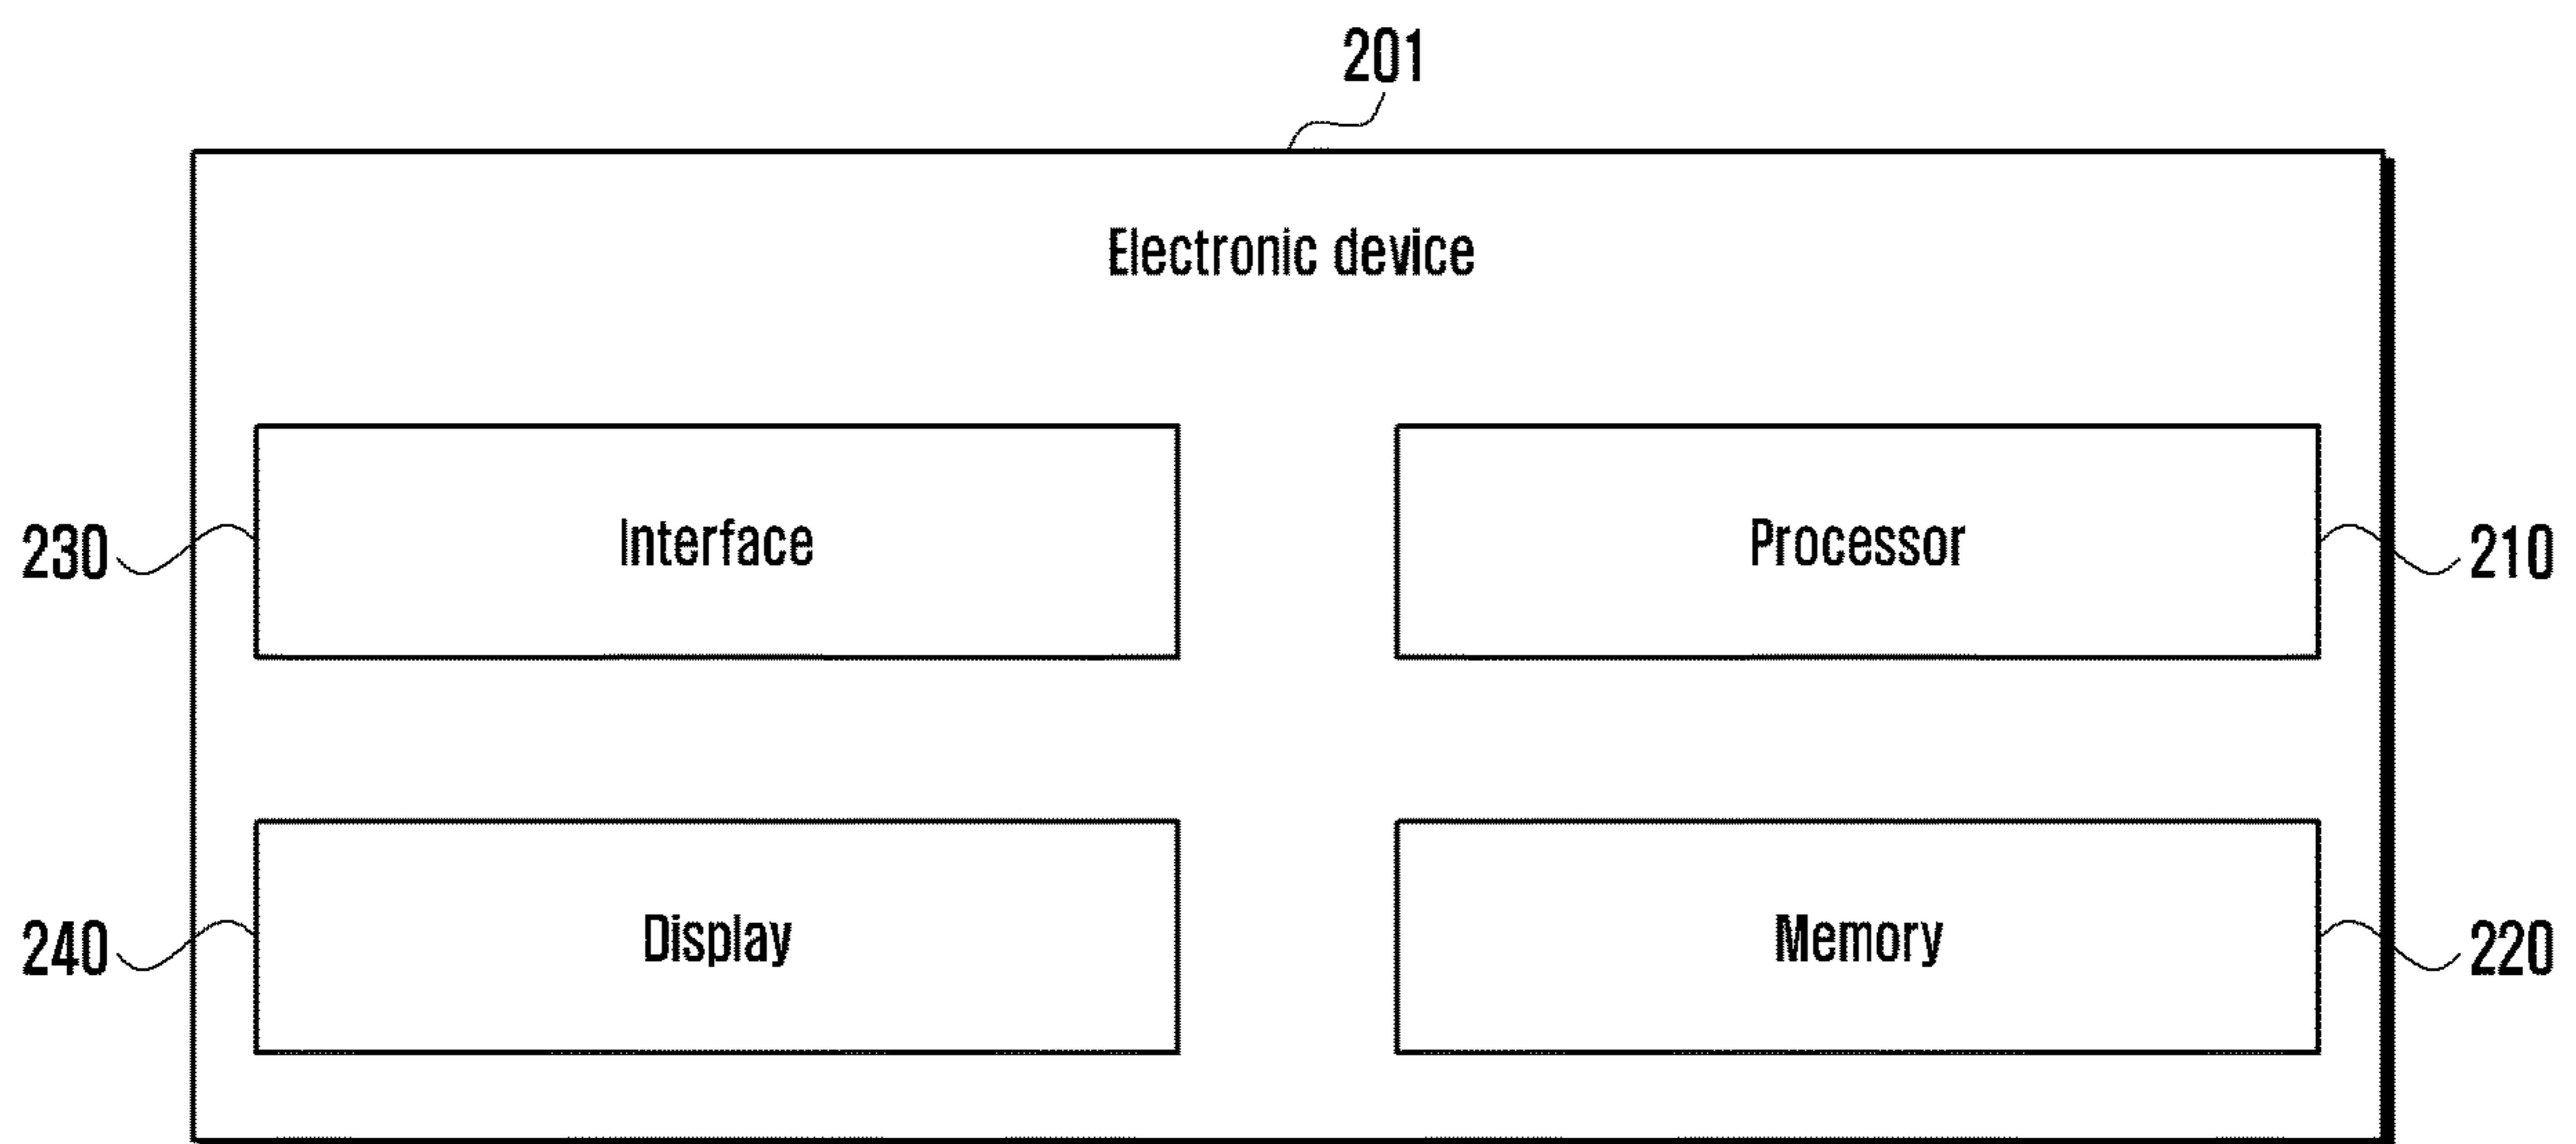 201
Electronic device
230 Interface Processor 210
240 Display Memory 220